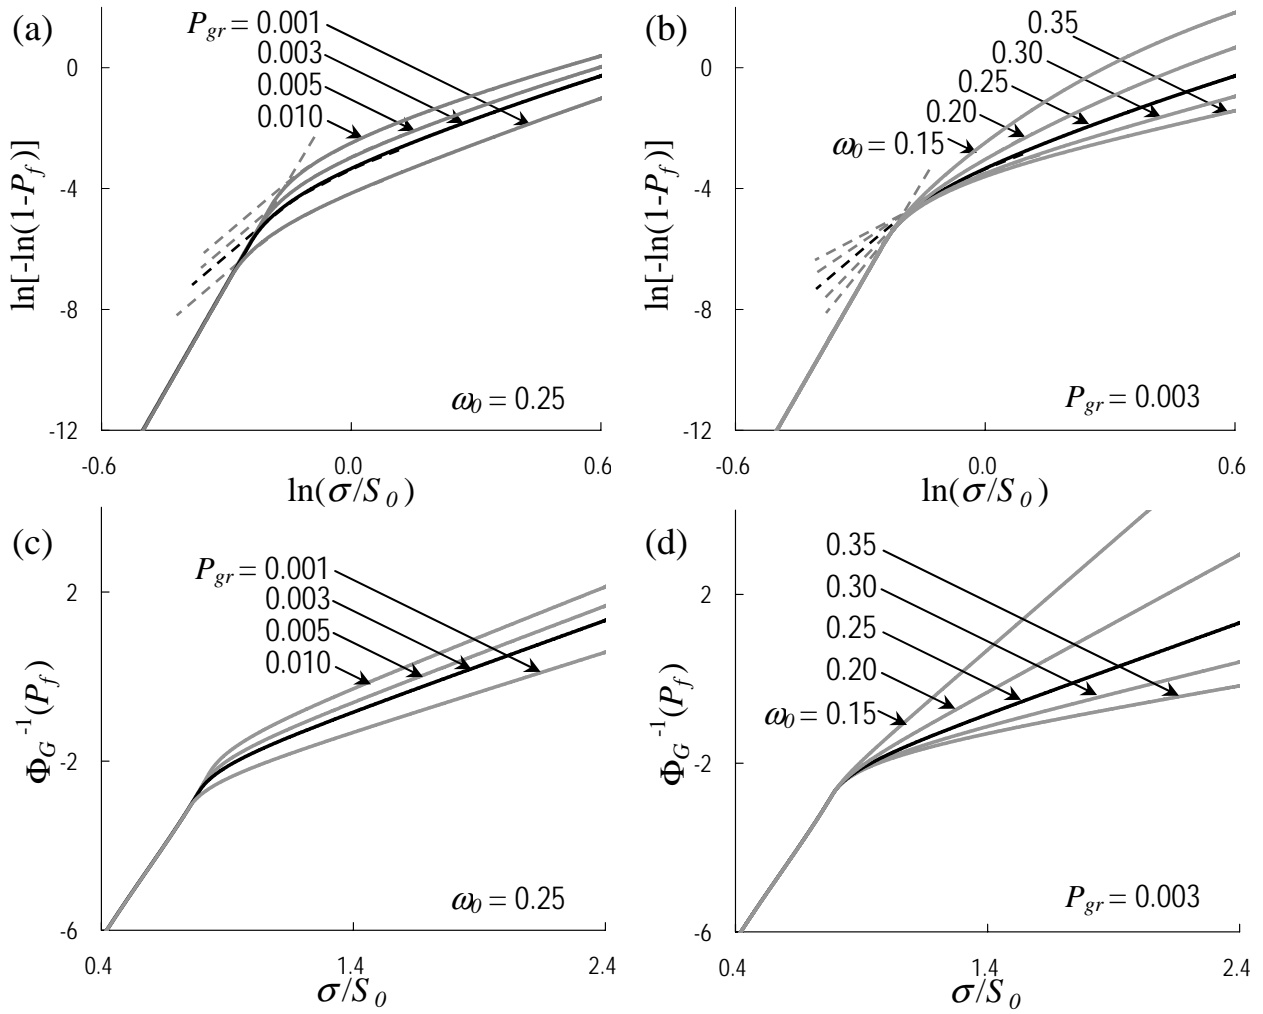 (a)
P_gr = 0.001
0.003
0.005
0.010
0
-4
-8
-12
ln[-ln(1-P_f)]
ω_0 = 0.25
-0.6 0.0 0.6
ln(σ/S_0)
(b)
0.35
0.30
0.25
0.20
ω_0 = 0.15
0
-4
-8
-12
ln[-ln(1-P_f)]
P_gr = 0.003
-0.6 0.0 0.6
ln(σ/S_0)
(c)
P_gr = 0.001
0.003
0.005
0.010
2
-2
-6
Φ_G^-1(P_f)
ω_0 = 0.25
0.4 1.4 2.4
σ/S_0
(d)
0.35
0.30
0.25
0.20
ω_0 = 0.15
2
-2
-6
Φ_G^-1(P_f)
P_gr = 0.003
0.4 1.4 2.4
σ/S_0